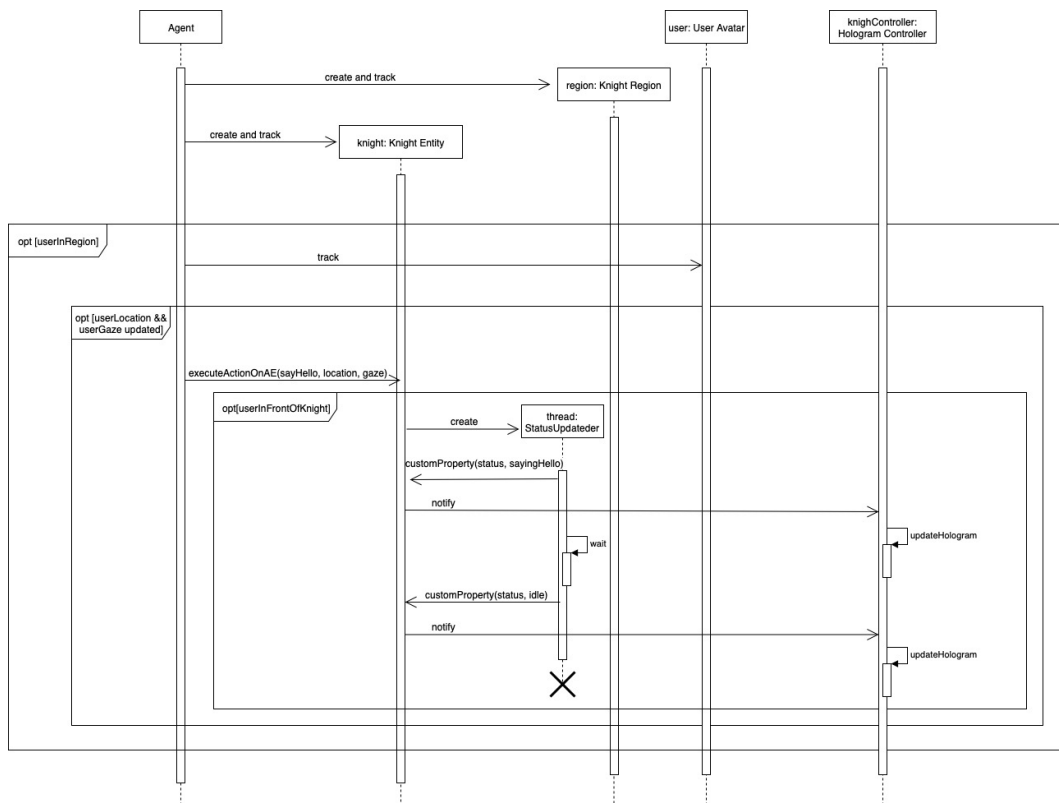 Agent
user: User Avatar
knighController:
Hologram Controller
create and track
region: Knight Region
create and track
knight: Knight Entity
opt [userInRegion]
track
opt [userLocation &&
userGaze updated]
executeActionOnAE(sayHello, location, gaze)
opt[userInFrontOfKnight]
create
thread:
StatusUpdateder
customProperty(status, sayingHello)
notify
updateHologram
wait
customProperty(status, idle)
notify
updateHologram